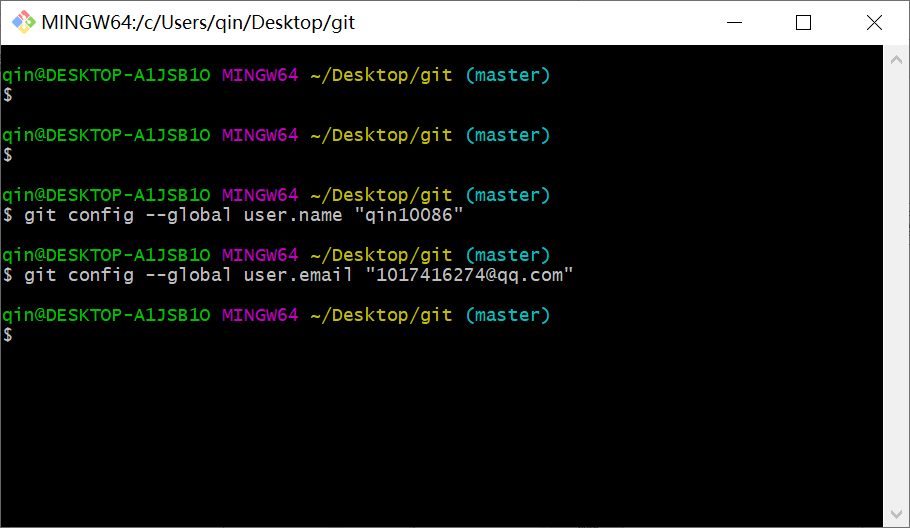 MINGW64:/c/Users/qin/Desktop/git
qin@DESKTOP-A1JSB1O MINGW64 ~/Desktop/git (master)
$
qin@DESKTOP-A1JSB1O MINGW64 ~/Desktop/git (master)
$
qin@DESKTOP-A1JSB1O MINGW64 ~/Desktop/git (master)
$ git config --global user.name "qin10086"
qin@DESKTOP-A1JSB1O MINGW64 ~/Desktop/git (master)
$ git config --global user.email "1017416274@qq.com"
qin@DESKTOP-A1JSB1O MINGW64 ~/Desktop/git (master)
$